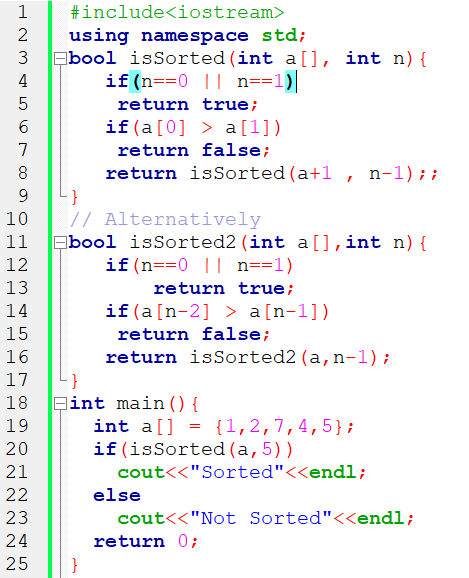 1 #include<iostream>
2 using namespace std;
3 bool isSorted(int a[], int n){
4 if(n==0 || n==1)
5 return true;
6 if(a[0] > a[1])
7 return false;
8 return isSorted(a+1 , n-1);;
9 }
10 // Alternatively
11 bool isSorted2(int a[],int n){
12 if(n==0 || n==1)
13 return true;
14 if(a[n-2] > a[n-1])
15 return false;
16 return isSorted2(a,n-1);
17 }
18 int main(){
19 int a[] = {1,2,7,4,5};
20 if(isSorted(a,5))
21 cout<<"Sorted"<<endl;
22 else
23 cout<<"Not Sorted"<<endl;
24 return 0;
25 }